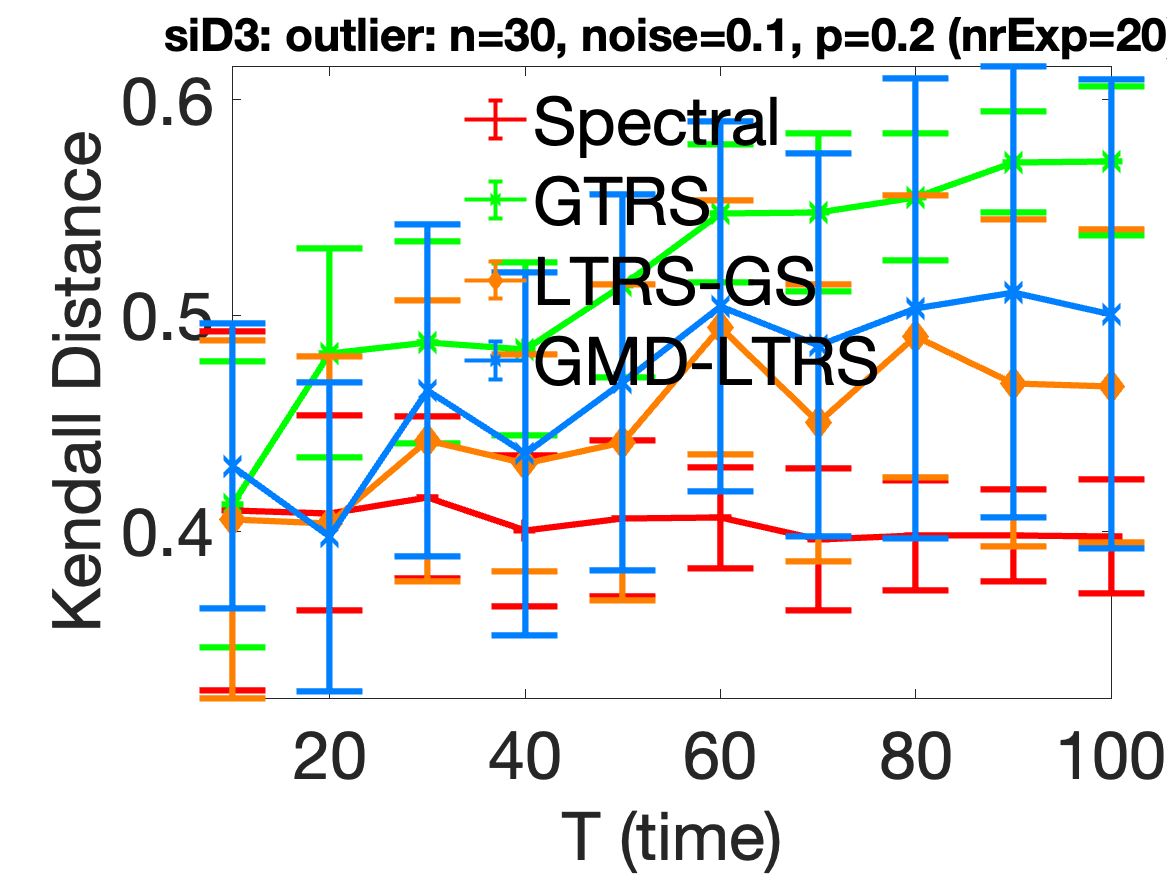 siD3: outlier: n=30, noise=0.1, p=0.2 (nrExp=20)
0.6
0.5
0.4
Kendall Distance
Spectral
GTRS
LTRS-GS
GMD-LTRS
20 40 60 80 100
T (time)